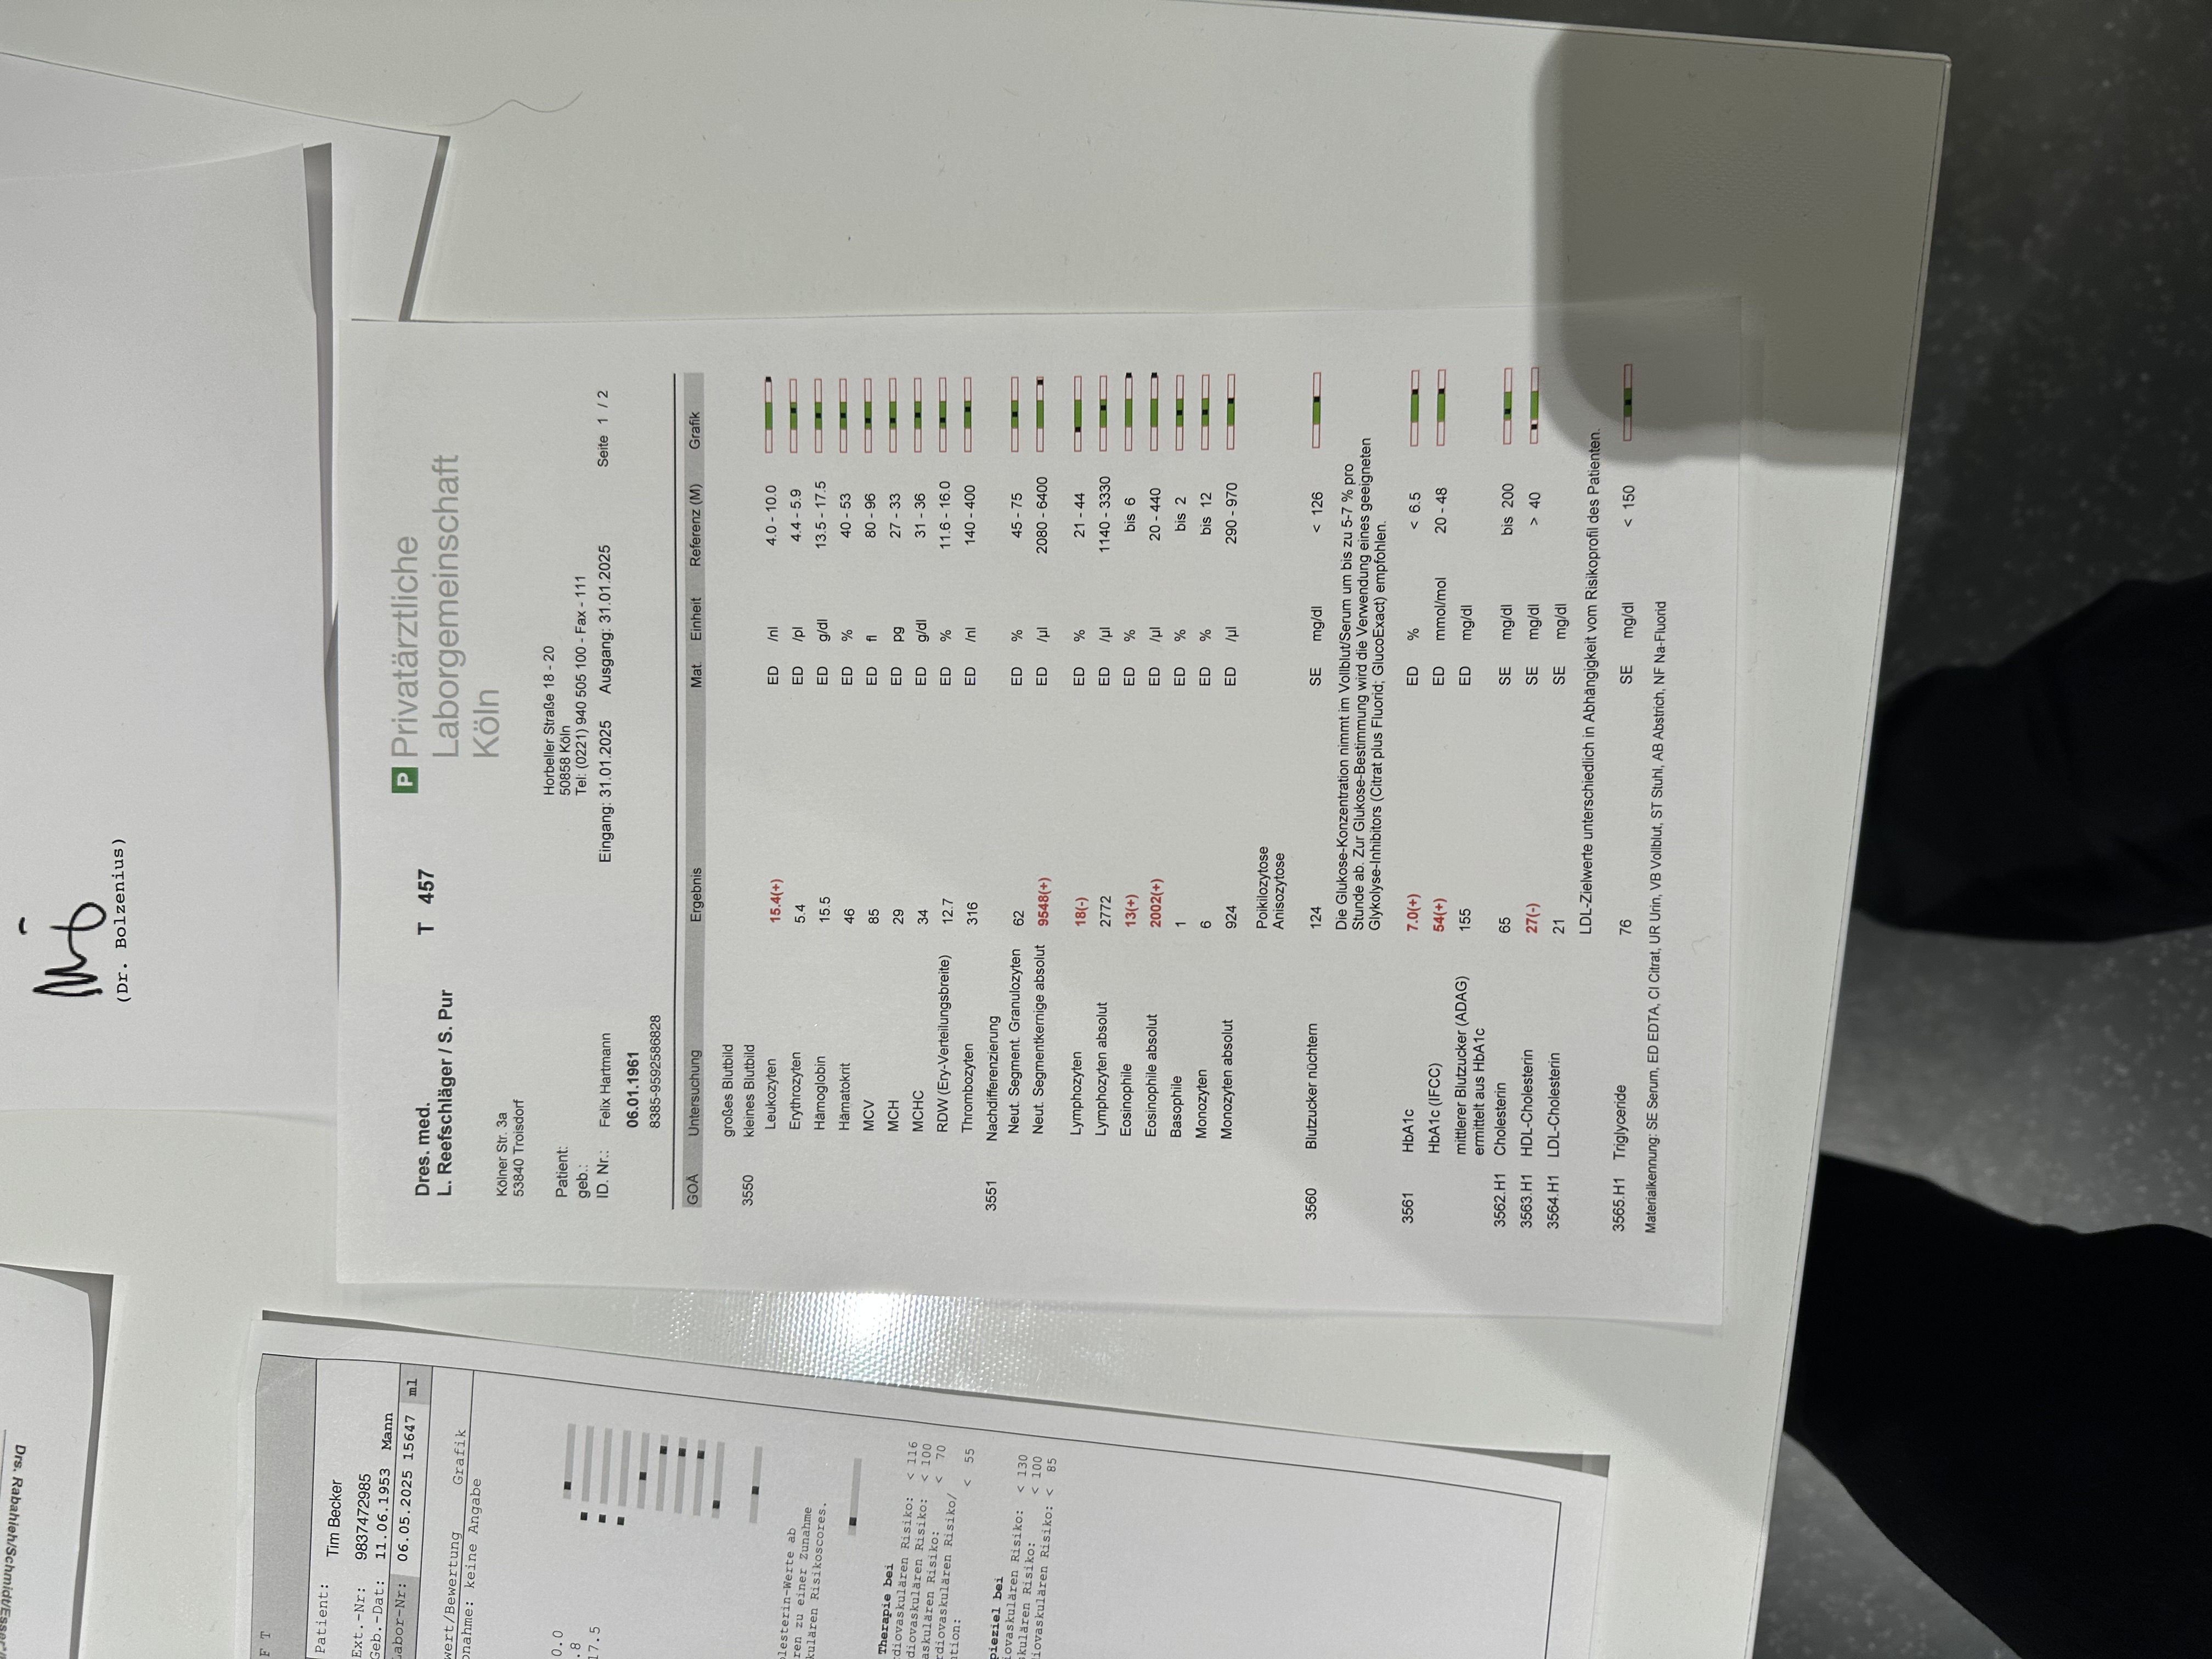 Drs. Rabahieh/Schmidt/Esser
(Dr. Bolzenius)
F T
Patient: Tim Becker
Ext.-Nr: 9837472985
Geb.-Dat: 11.06.1953 Mann
Labor-Nr: 06.05.2025 15647 ml
wert/Bewertung Grafik
bnahme: keine Angabe
0.0
.8
17.5
olesterin-Werte ab
ren zu einer Zunahme
kulären Risikoscores.
Therapie bei
rdiovaskulären Risiko: < 116
rdiovaskulären Risiko: < 100
askulären Risiko: < 70
rdiovaskulären Risiko/
ntion:
< 55
pieziel bei
iovaskulären Risiko: < 130
skulären Risiko: < 100
diovaskulären Risiko: < 85
Dres. med.
L. Reefschläger / S. Pur
T 457
P Privatärztliche
Laborgemeinschaft
Köln
Kölner Str. 3a
53840 Troisdorf
Horbeller Straße 18 - 20
50858 Köln
Tel: (0221) 940 505 100 - Fax - 111
Patient:
geb.:
ID. Nr.: Felix Hartmann Eingang: 31.01.2025 Ausgang: 31.01.2025 Seite 1 / 2
06.01.1961
8385-9592586828
GOÄ Untersuchung Ergebnis Mat. Einheit Referenz (M) Grafik
großes Blutbild
3550 kleines Blutbild
Leukozyten 15.4(+) ED /nl 4.0 - 10.0
Erythrozyten 5.4 ED /pl 4.4 - 5.9
Hämoglobin 15.5 ED g/dl 13.5 - 17.5
Hämatokrit 46 ED % 40 - 53
MCV 85 ED fl 80 - 96
MCH 29 ED pg 27 - 33
MCHC 34 ED g/dl 31 - 36
RDW (Ery-Verteilungsbreite) 12.7 ED % 11.6 - 16.0
Thrombozyten 316 ED /nl 140 - 400
3551 Nachdifferenzierung
Neut. Segment. Granulozyten 62 ED % 45 - 75
Neut. Segmentkernige absolut 9548(+) ED /µl 2080 - 6400
Lymphozyten 18(-) ED % 21 - 44
Lymphozyten absolut 2772 ED /µl 1140 - 3330
Eosinophile 13(+) ED % bis 6
Eosinophile absolut 2002(+) ED /µl 20 - 440
Basophile 1 ED % bis 2
Monozyten 6 ED % bis 12
Monozyten absolut 924 ED /µl 290 - 970
Poikilozytose
Anisozytose
3560 Blutzucker nüchtern 124 SE mg/dl < 126
Die Glukose-Konzentration nimmt im Vollblut/Serum um bis zu 5-7 % pro
Stunde ab. Zur Glukose-Bestimmung wird die Verwendung eines geeigneten
Glykolyse-Inhibitors (Citrat plus Fluorid; GlucoExact) empfohlen.
3561 HbA1c 7.0(+) ED % < 6.5
HbA1c (IFCC) 54(+) ED mmol/mol 20 - 48
mittlerer Blutzucker (ADAG) 155 ED mg/dl
ermittelt aus HbA1c
3562.H1 Cholesterin 65 SE mg/dl bis 200
3563.H1 HDL-Cholesterin 27(-) SE mg/dl > 40
3564.H1 LDL-Cholesterin 21 SE mg/dl
LDL-Zielwerte unterschiedlich in Abhängigkeit vom Risikoprofil des Patienten.
3565.H1 Triglyceride 76 SE mg/dl < 150
Materialkennung: SE Serum, ED EDTA, CI Citrat, UR Urin, VB Vollblut, ST Stuhl, AB Abstrich, NF Na-Fluorid